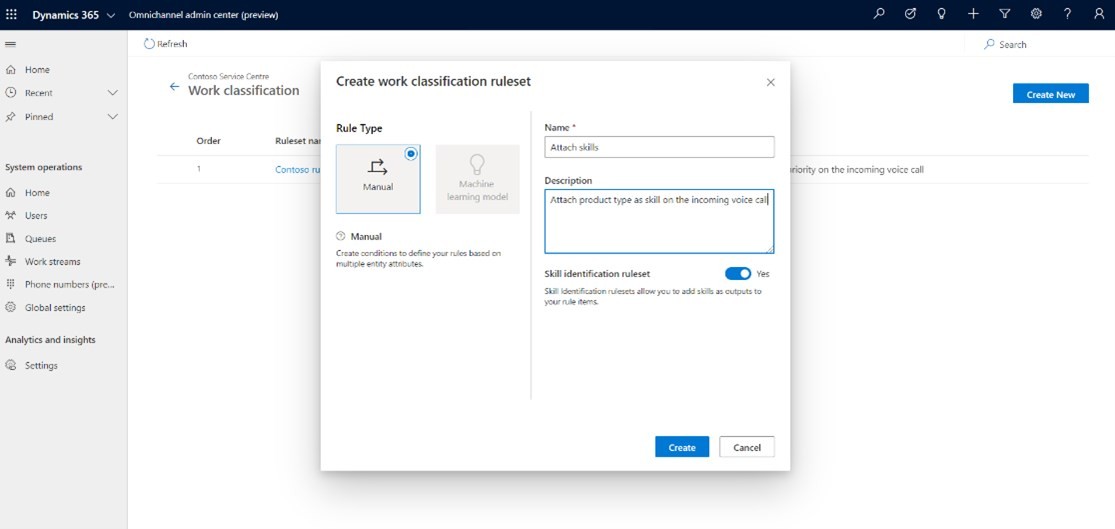 Dynamics 365
Omnichannel admin center (preview)
Refresh
Search
Home
Recent
Pinned
System operations
Home
Users
Queues
Work streams
Phone numbers (pre...
Global settings
Analytics and insights
Settings
Contoso Service Centre
Work classification
Create New
Order
Ruleset na
1
Contoso ru
riority on the incoming voice call
Create work classification ruleset
Rule Type
Manual
Machine
learning model
Manual
Create conditions to define your rules based on
multiple entity attributes.
Name *
Attach skills
Description
Attach product type as skill on the incoming voice call
Skill identification ruleset
Yes
Skill Identification rulesets allow you to add skills as outputs to
your rule items.
Create
Cancel